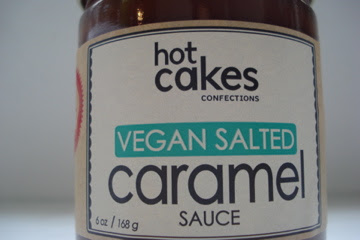 hot
cakes
CONFECTIONS
VEGAN SALTED
caramel
SAUCE
6 oz / 168 g